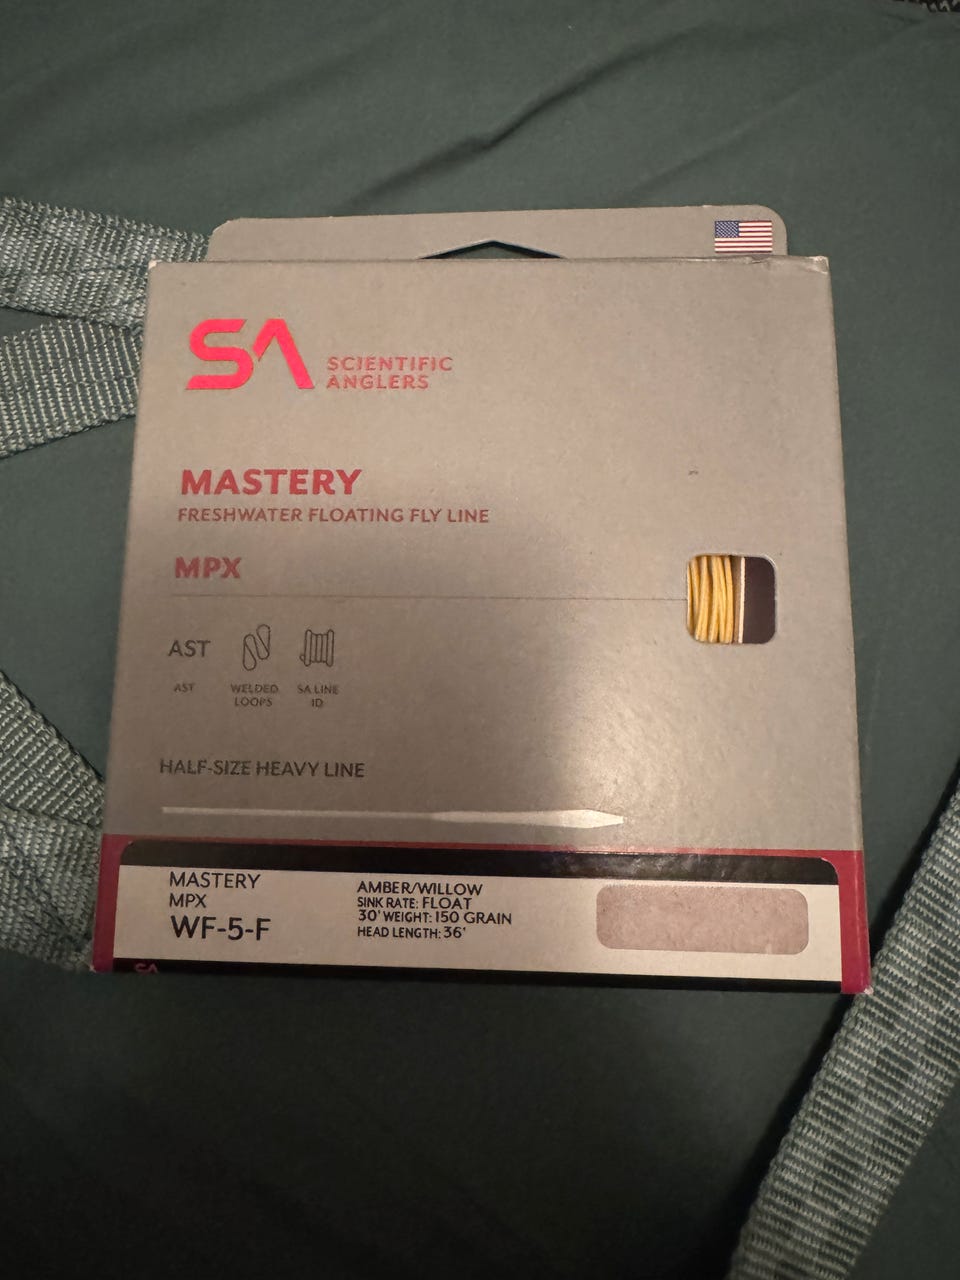 SA
SCIENTIFIC
ANGLERS
MASTERY
FRESHWATER FLOATING FLY LINE
MPX
AST
AST
WELDED
LOOPS
SA LINE
ID
HALF-SIZE HEAVY LINE
MASTERY
MPX
WF-5-F
AMBER/WILLOW
SINK RATE: FLOAT
30' WEIGHT: 150 GRAIN
HEAD LENGTH: 36'
SA